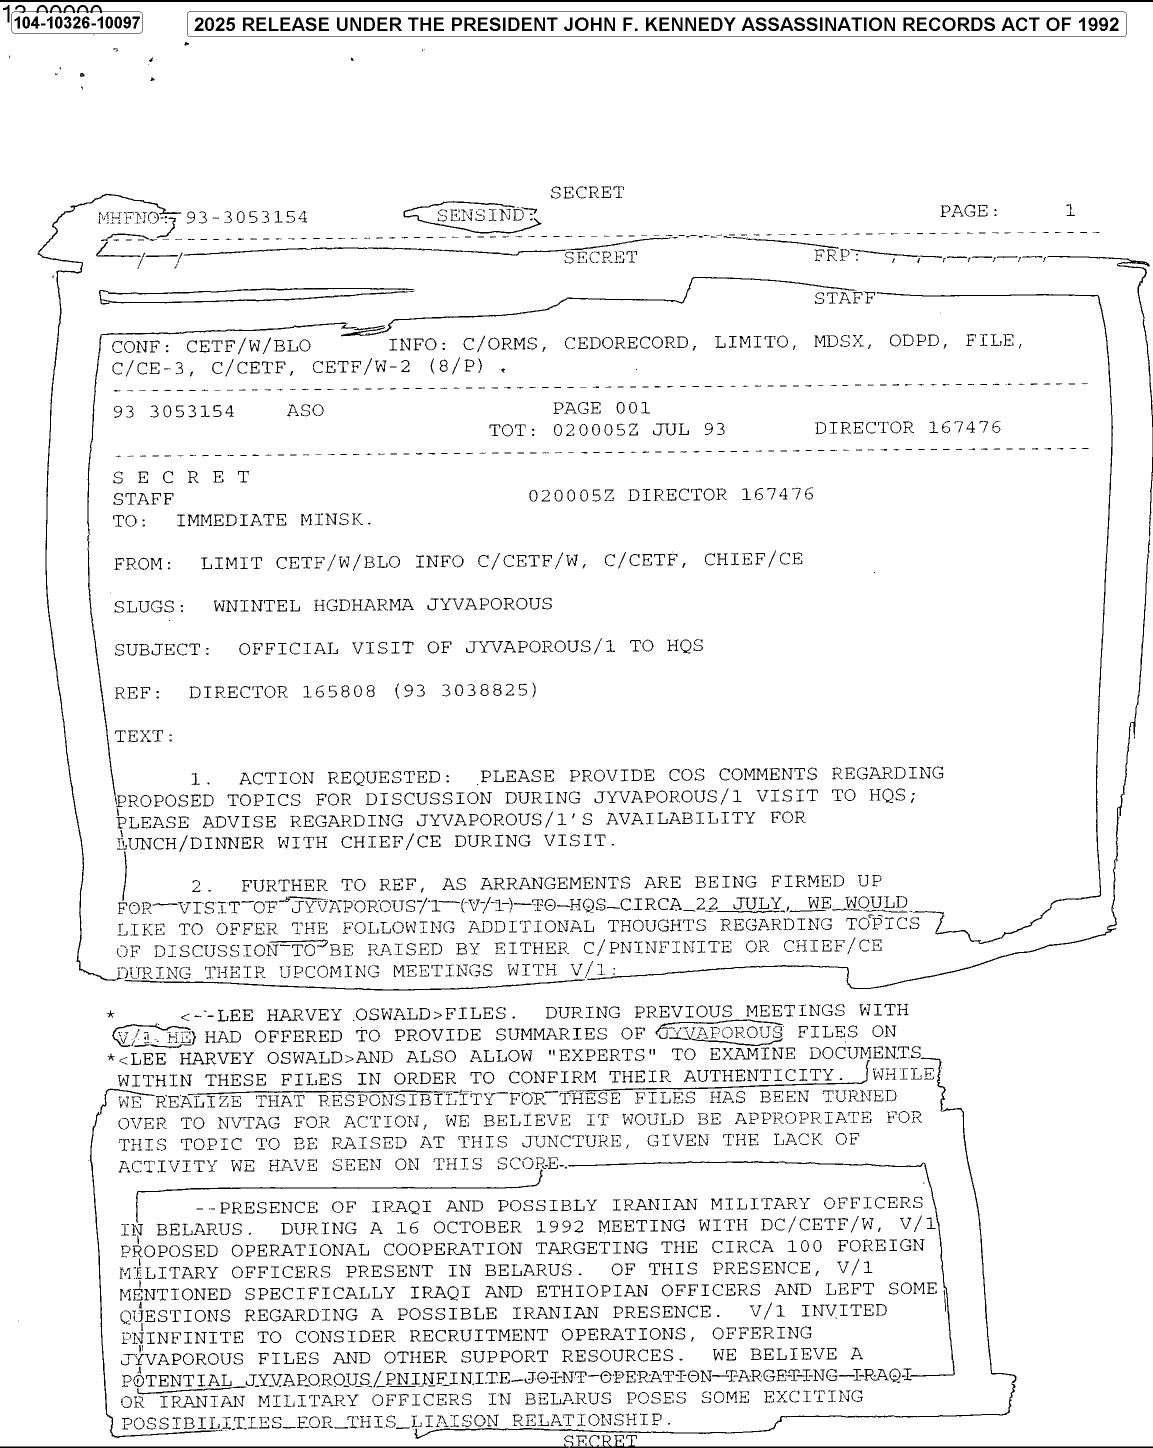 13-00000
104-10326-10097
2025 RELEASE UNDER THE PRESIDENT JOHN F. KENNEDY ASSASSINATION RECORDS ACT OF 1992
SECRET
MHFNO: 93-3053154 SENSIND: PAGE: 1
/ / SECRET FRP: , , , , , , ,
STAFF
CONF: CETF/W/BLO INFO: C/ORMS, CEDORECORD, LIMITO, MDSX, ODPD, FILE,
C/CE-3, C/CETF, CETF/W-2 (8/P)
93 3053154 ASO PAGE 001
TOT: 020005Z JUL 93 DIRECTOR 167476
S E C R E T
STAFF 020005Z DIRECTOR 167476
TO: IMMEDIATE MINSK.
FROM: LIMIT CETF/W/BLO INFO C/CETF/W, C/CETF, CHIEF/CE
SLUGS: WNINTEL HGDHARMA JYVAPOROUS
SUBJECT: OFFICIAL VISIT OF JYVAPOROUS/1 TO HQS
REF: DIRECTOR 165808 (93 3038825)
TEXT:
1. ACTION REQUESTED: PLEASE PROVIDE COS COMMENTS REGARDING
PROPOSED TOPICS FOR DISCUSSION DURING JYVAPOROUS/1 VISIT TO HQS;
PLEASE ADVISE REGARDING JYVAPOROUS/1'S AVAILABILITY FOR
LUNCH/DINNER WITH CHIEF/CE DURING VISIT.
2. FURTHER TO REF, AS ARRANGEMENTS ARE BEING FIRMED UP
FOR VISIT OF JYVAPOROUS/1 (V/1) TO HQS CIRCA 22 JULY, WE WOULD
LIKE TO OFFER THE FOLLOWING ADDITIONAL THOUGHTS REGARDING TOPICS
OF DISCUSSION TO BE RAISED BY EITHER C/PNINFINITE OR CHIEF/CE
DURING THEIR UPCOMING MEETINGS WITH V/1:
* <--LEE HARVEY OSWALD>FILES. DURING PREVIOUS MEETINGS WITH
V/1, HE HAD OFFERED TO PROVIDE SUMMARIES OF JYVAPOROUS FILES ON
*<LEE HARVEY OSWALD>AND ALSO ALLOW "EXPERTS" TO EXAMINE DOCUMENTS
WITHIN THESE FILES IN ORDER TO CONFIRM THEIR AUTHENTICITY. WHILE
WE REALIZE THAT RESPONSIBILITY FOR THESE FILES HAS BEEN TURNED
OVER TO NVTAG FOR ACTION, WE BELIEVE IT WOULD BE APPROPRIATE FOR
THIS TOPIC TO BE RAISED AT THIS JUNCTURE, GIVEN THE LACK OF
ACTIVITY WE HAVE SEEN ON THIS SCORE.
--PRESENCE OF IRAQI AND POSSIBLY IRANIAN MILITARY OFFICERS
IN BELARUS. DURING A 16 OCTOBER 1992 MEETING WITH DC/CETF/W, V/1
PROPOSED OPERATIONAL COOPERATION TARGETING THE CIRCA 100 FOREIGN
MILITARY OFFICERS PRESENT IN BELARUS. OF THIS PRESENCE, V/1
MENTIONED SPECIFICALLY IRAQI AND ETHIOPIAN OFFICERS AND LEFT SOME
QUESTIONS REGARDING A POSSIBLE IRANIAN PRESENCE. V/1 INVITED
PNINFINITE TO CONSIDER RECRUITMENT OPERATIONS, OFFERING
JYVAPOROUS FILES AND OTHER SUPPORT RESOURCES. WE BELIEVE A
POTENTIAL JYVAPOROUS/PNINFINITE JOINT OPERATION TARGETING IRAQI
OR IRANIAN MILITARY OFFICERS IN BELARUS POSES SOME EXCITING
POSSIBILITIES FOR THIS LIAISON RELATIONSHIP.
SECRET